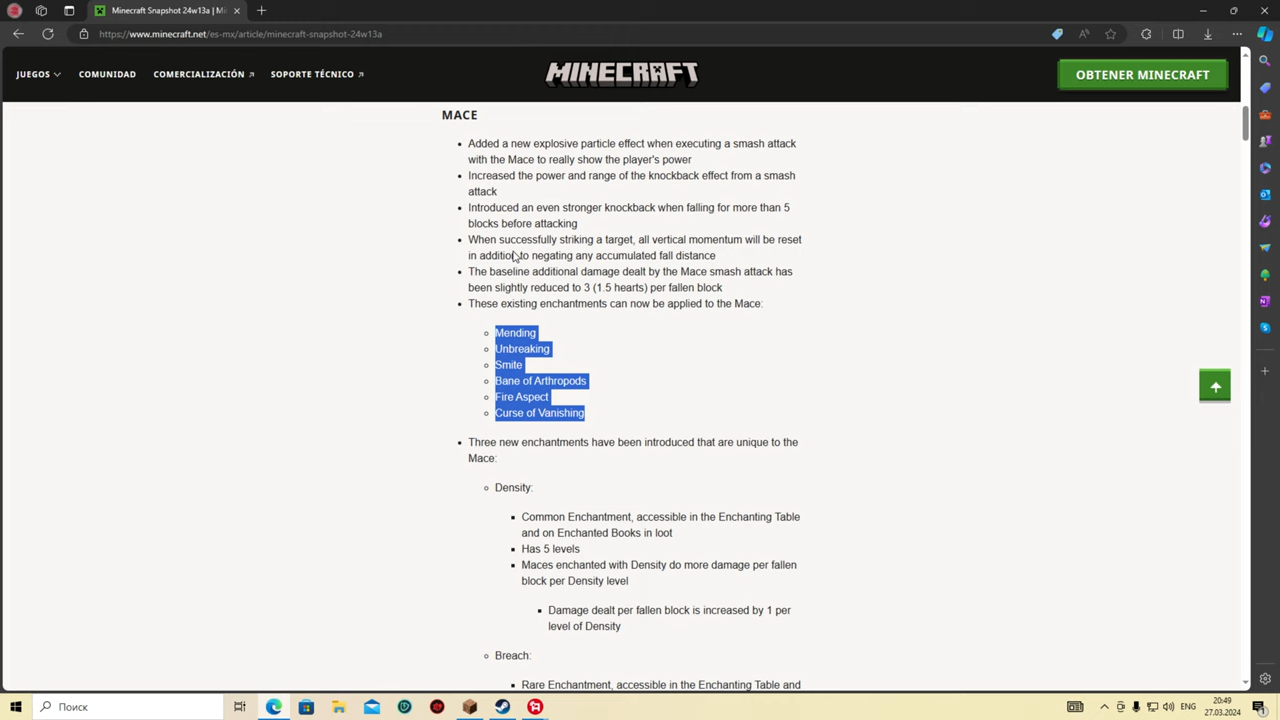 Minecraft Snapshot 24w13a | Mi
https://www.minecraft.net/es-mx/article/minecraft-snapshot-24w13a
JUEGOS
COMUNIDAD
COMERCIALIZACIÓN
SOPORTE TÉCNICO
MINECRAFT
OBTENER MINECRAFT
MACE
Added a new explosive particle effect when executing a smash attack
with the Mace to really show the player's power
Increased the power and range of the knockback effect from a smash
attack
Introduced an even stronger knockback when falling for more than 5
blocks before attacking
When successfully striking a target, all vertical momentum will be reset
in addition to negating any accumulated fall distance
The baseline additional damage dealt by the Mace smash attack has
been slightly reduced to 3 (1.5 hearts) per fallen block
These existing enchantments can now be applied to the Mace:
Mending
Unbreaking
Smite
Bane of Arthropods
Fire Aspect
Curse of Vanishing
Three new enchantments have been introduced that are unique to the
Mace:
Density:
Common Enchantment, accessible in the Enchanting Table
and on Enchanted Books in loot
Has 5 levels
Maces enchanted with Density do more damage per fallen
block per Density level
Damage dealt per fallen block is increased by 1 per
level of Density
Breach:
Rare Enchantment, accessible in the Enchanting Table and
Поиск
ENG
20:49
27.03.2024